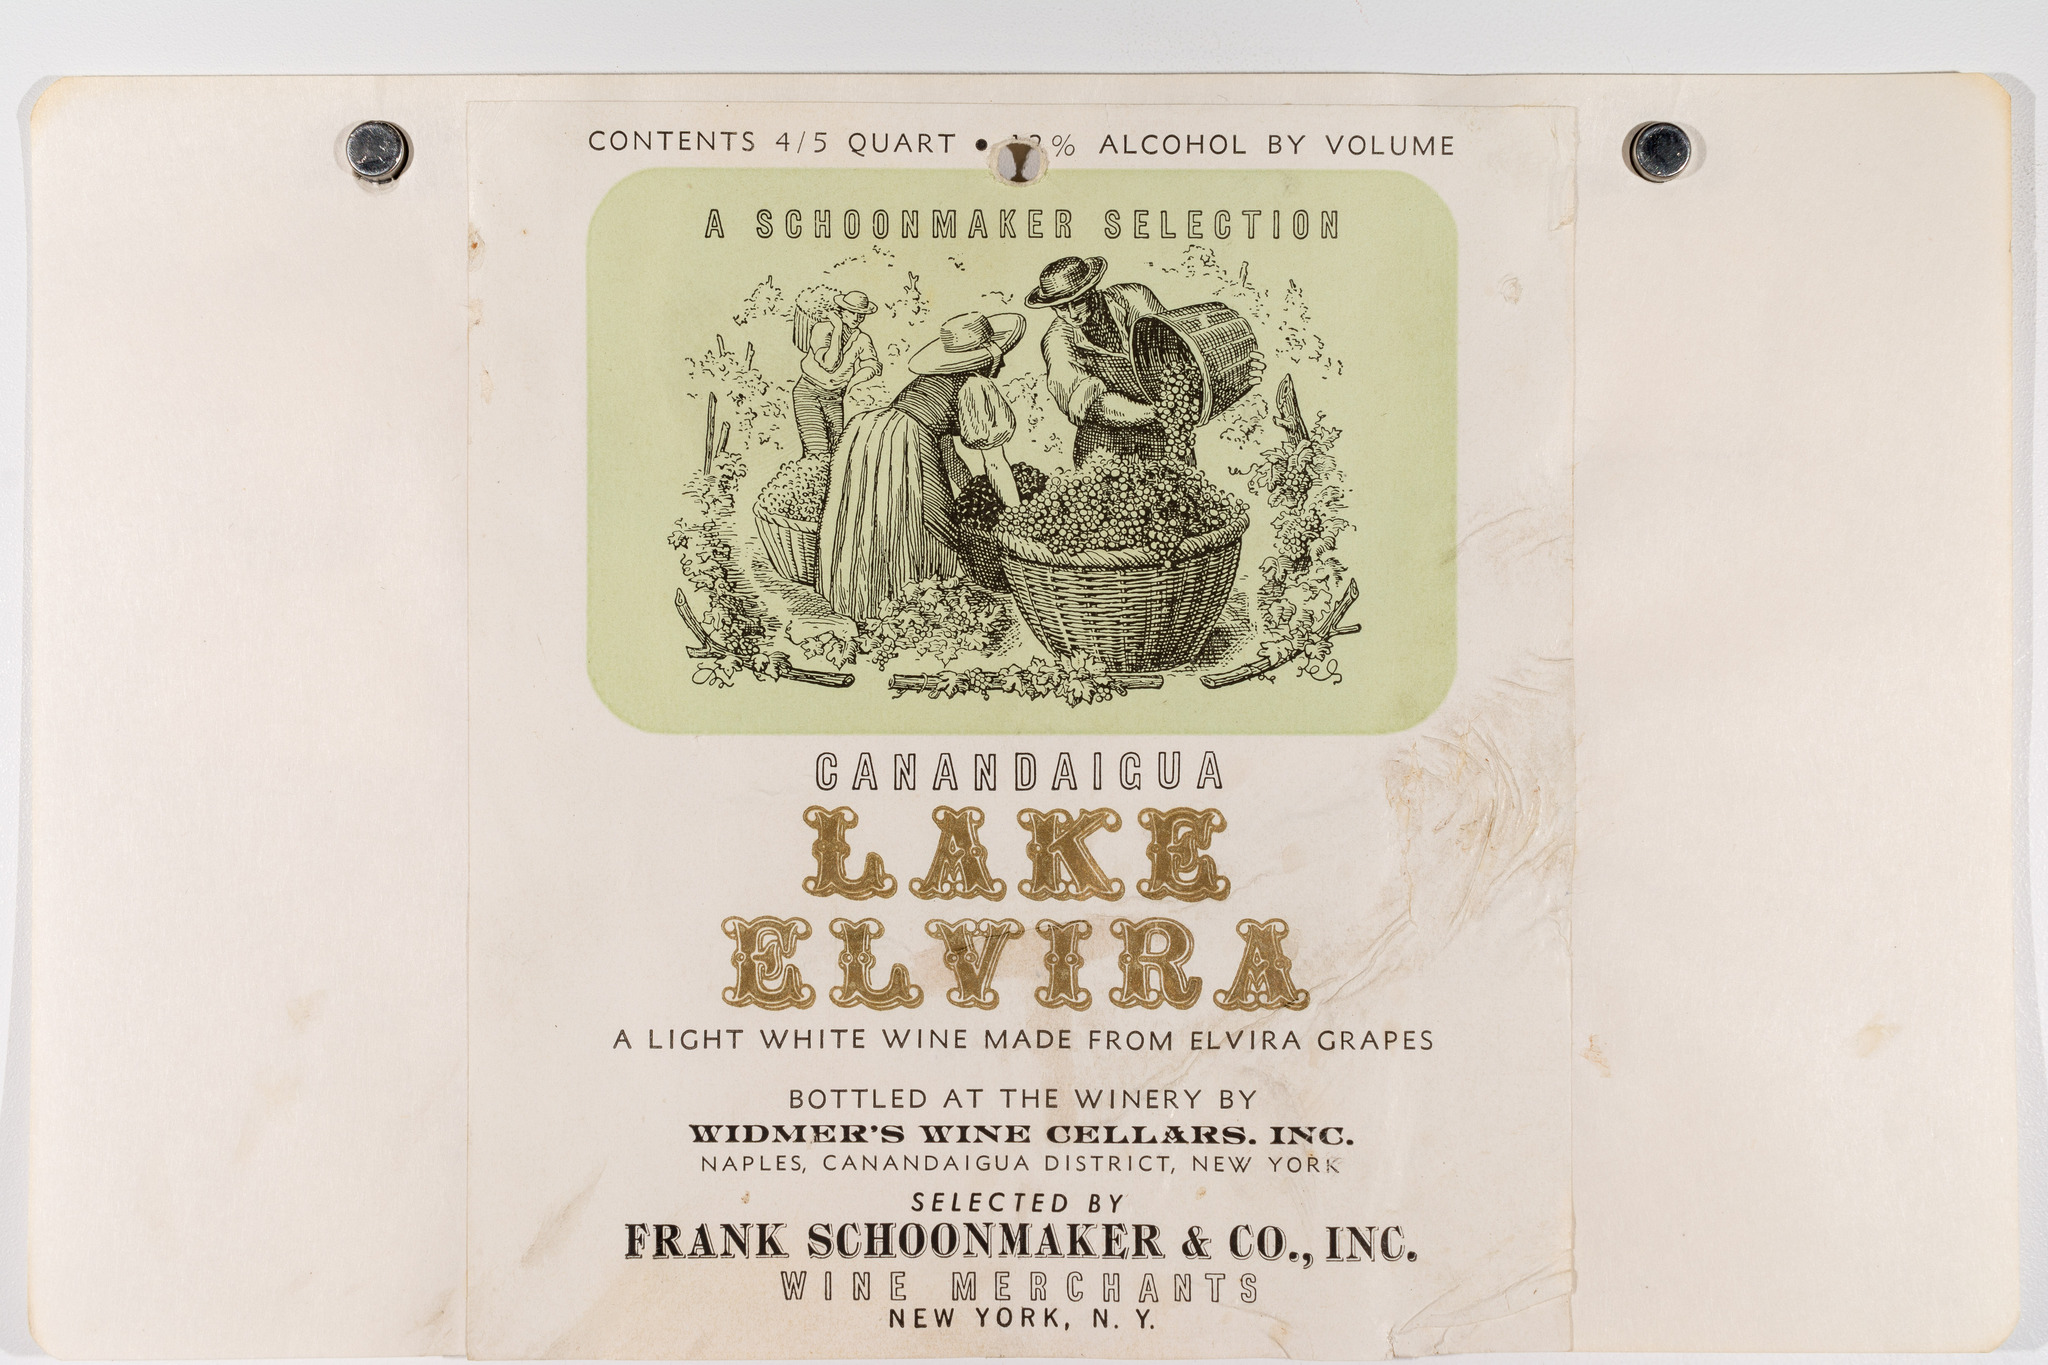 CONTENTS 4/5 QUART • % ALCOHOL BY VOLUME
A SCHOONMAKER SELECTION
CANANDAIGUA
LAKE
ELVIRA
A LIGHT WHITE WINE MADE FROM ELVIRA GRAPES
BOTTLED AT THE WINERY BY
WIDMER'S WINE CELLARS. INC.
NAPLES, CANANDAIGUA DISTRICT, NEW YORK
SELECTED BY
FRANK SCHOONMAKER & CO., INC.
WINE MERCHANTS
NEW YORK, N. Y.